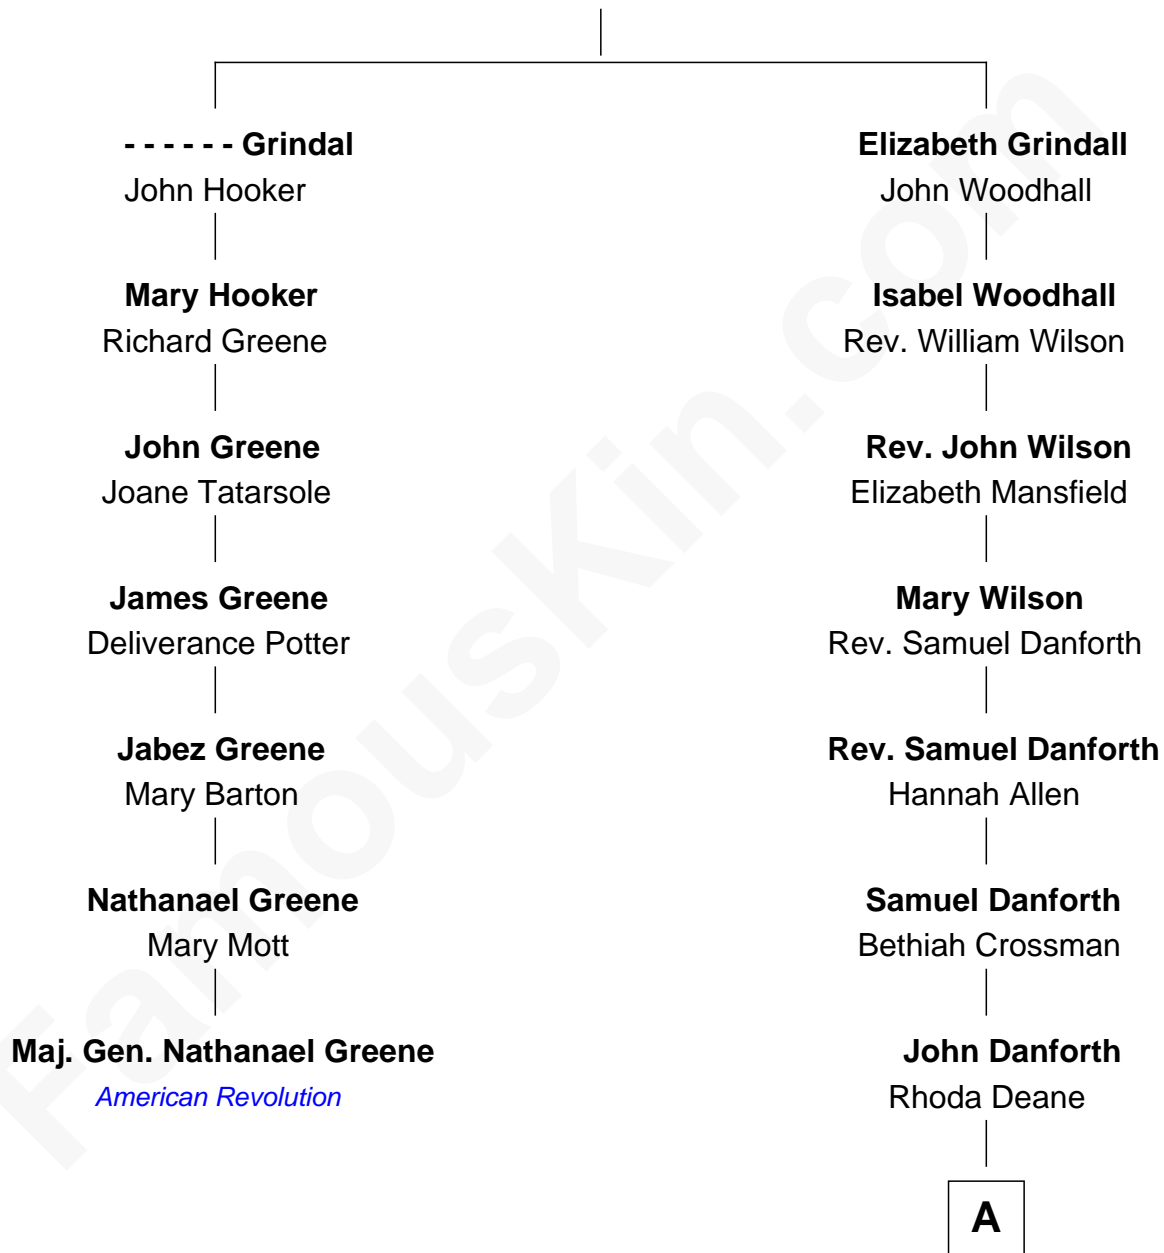 - - - - - - Grindal
John Hooker
Mary Hooker
Richard Greene
John Greene
Joane Tatarsole
James Greene
Deliverance Potter
Jabez Greene
Mary Barton
Nathanael Greene
Mary Mott
Maj. Gen. Nathanael Greene
American Revolution
Elizabeth Grindall
John Woodhall
Isabel Woodhall
Rev. William Wilson
Rev. John Wilson
Elizabeth Mansfield
Mary Wilson
Rev. Samuel Danforth
Rev. Samuel Danforth
Hannah Allen
Samuel Danforth
Bethiah Crossman
John Danforth
Rhoda Deane
A
FamousKin.com